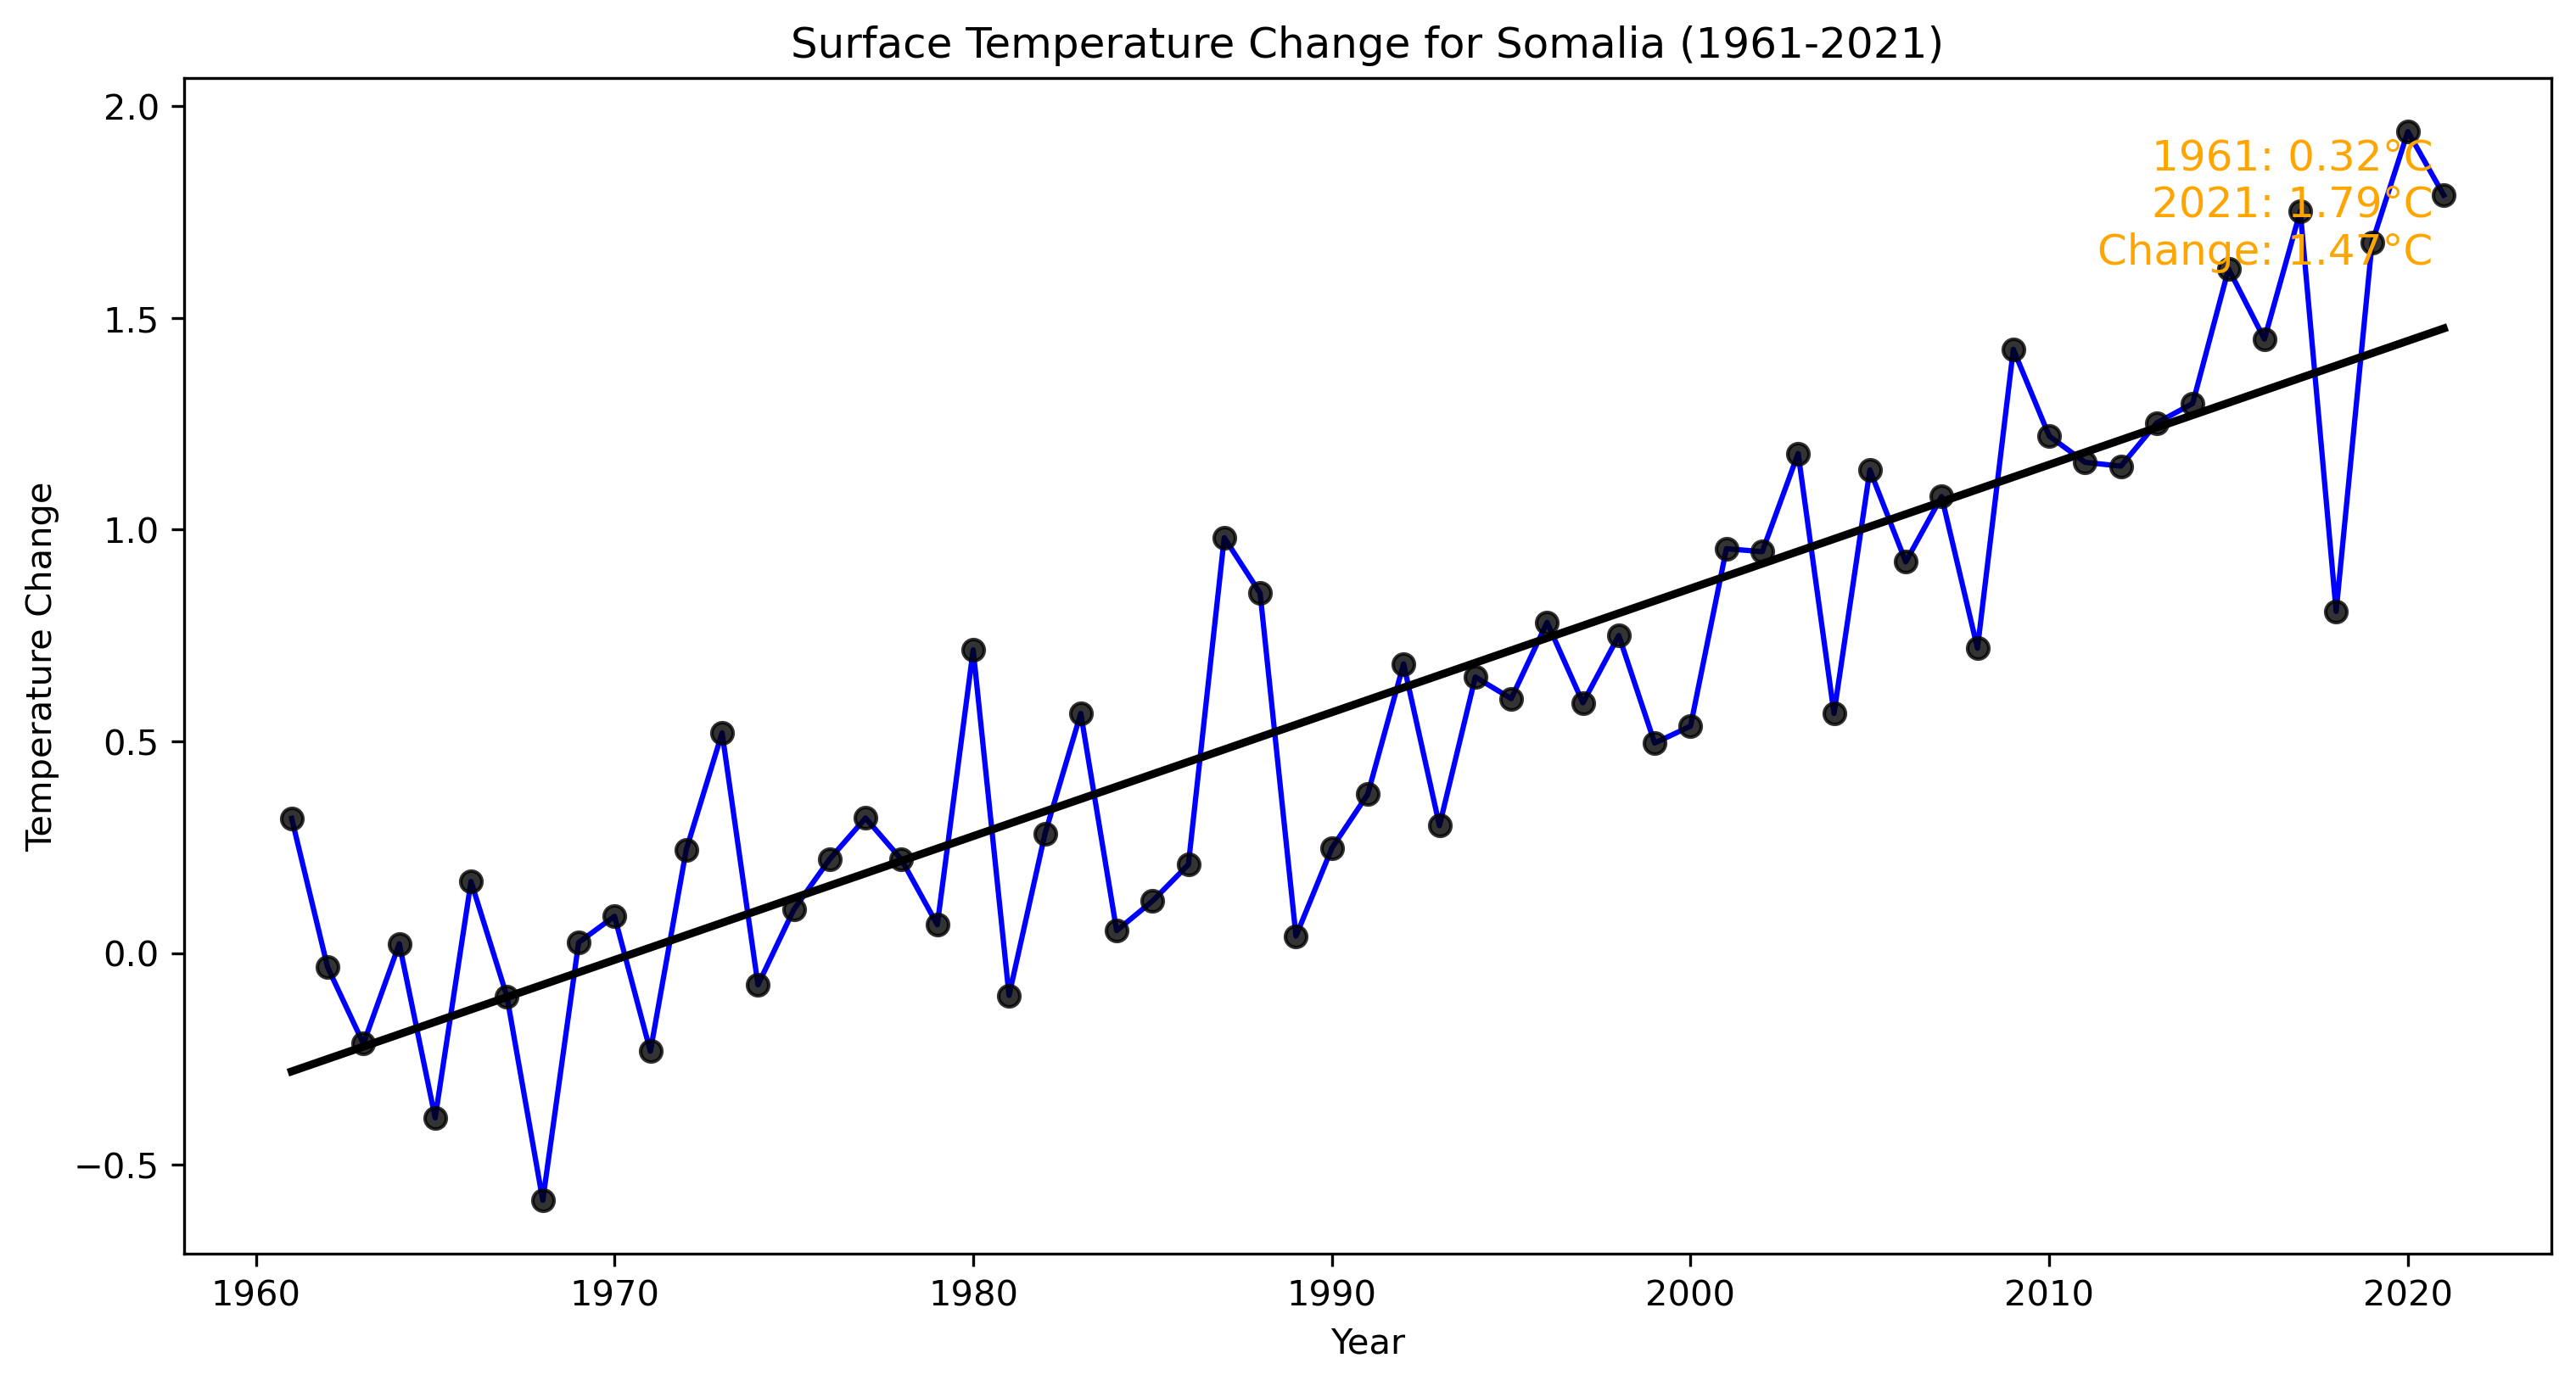 Surface Temperature Change for Somalia (1961-2021)
2.0
1.5
1.0
0.5
0.0
−0.5
Temperature Change
1961: 0.32°C
2021: 1.79°C
Change: 1.47°C
1960 1970 1980 1990 2000 2010 2020
Year